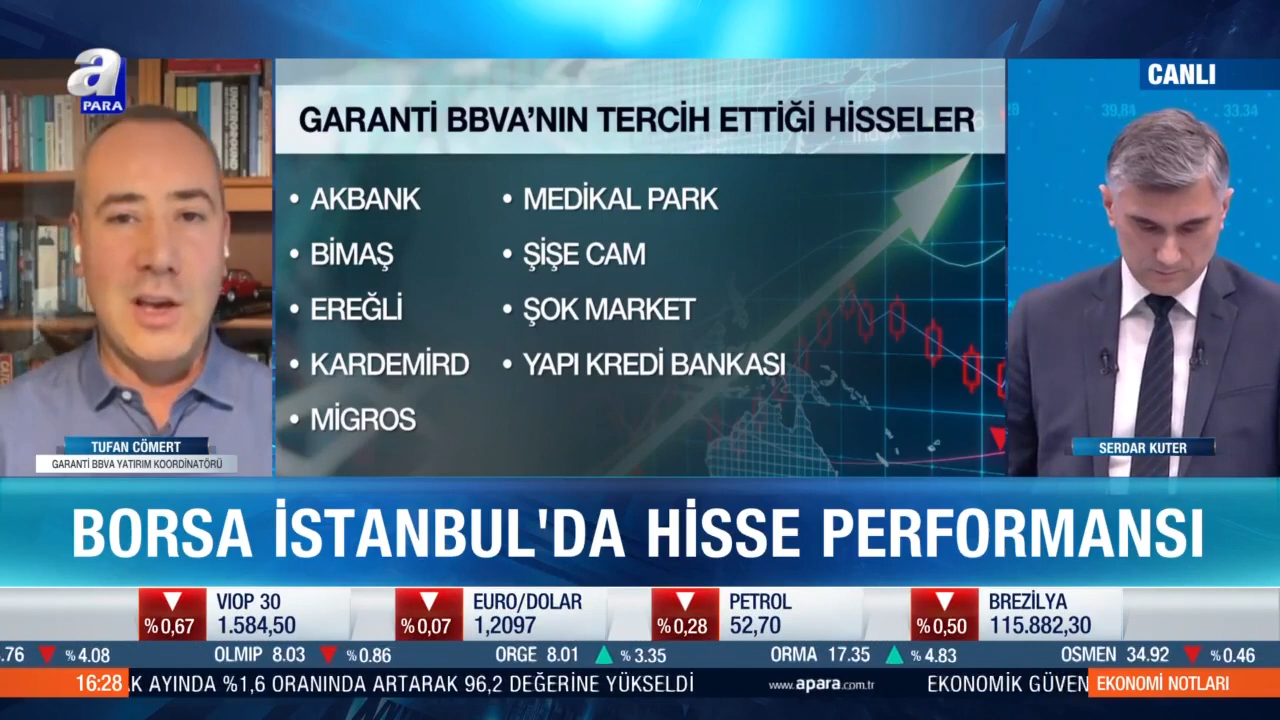 a
PARA
CANLI
UNDERGROUND
39,84
33.34
GARANTİ BBVA'NIN TERCİH ETTİĞİ HİSSELER
• AKBANK
• BİMAŞ
• EREĞLİ
• KARDEMİRD
• MİGROS
• MEDİKAL PARK
• ŞİŞE CAM
• ŞOK MARKET
• YAPI KREDİ BANKASI
TUFAN CÖMERT
GARANTİ BBVA YATIRIM KOORDİNATÖRÜ
SERDAR KUTER
BORSA İSTANBUL'DA HİSSE PERFORMANSI
%0,67 VIOP 30 1.584,50
%0,07 EURO/DOLAR 1,2097
%0,28 PETROL 52,70
%0,50 BREZİLYA 115.882,30
.76 %4.08 OLMIP 8.03 %0.86 ORGE 8.01 %3.35 ORMA 17.35 %4.83 OSMEN 34.92 %0.46
16:28 K AYINDA %1,6 ORANINDA ARTARAK 96,2 DEĞERİNE YÜKSELDİ www.apara.com.tr EKONOMİK GÜVEN EKONOMİ NOTLARI